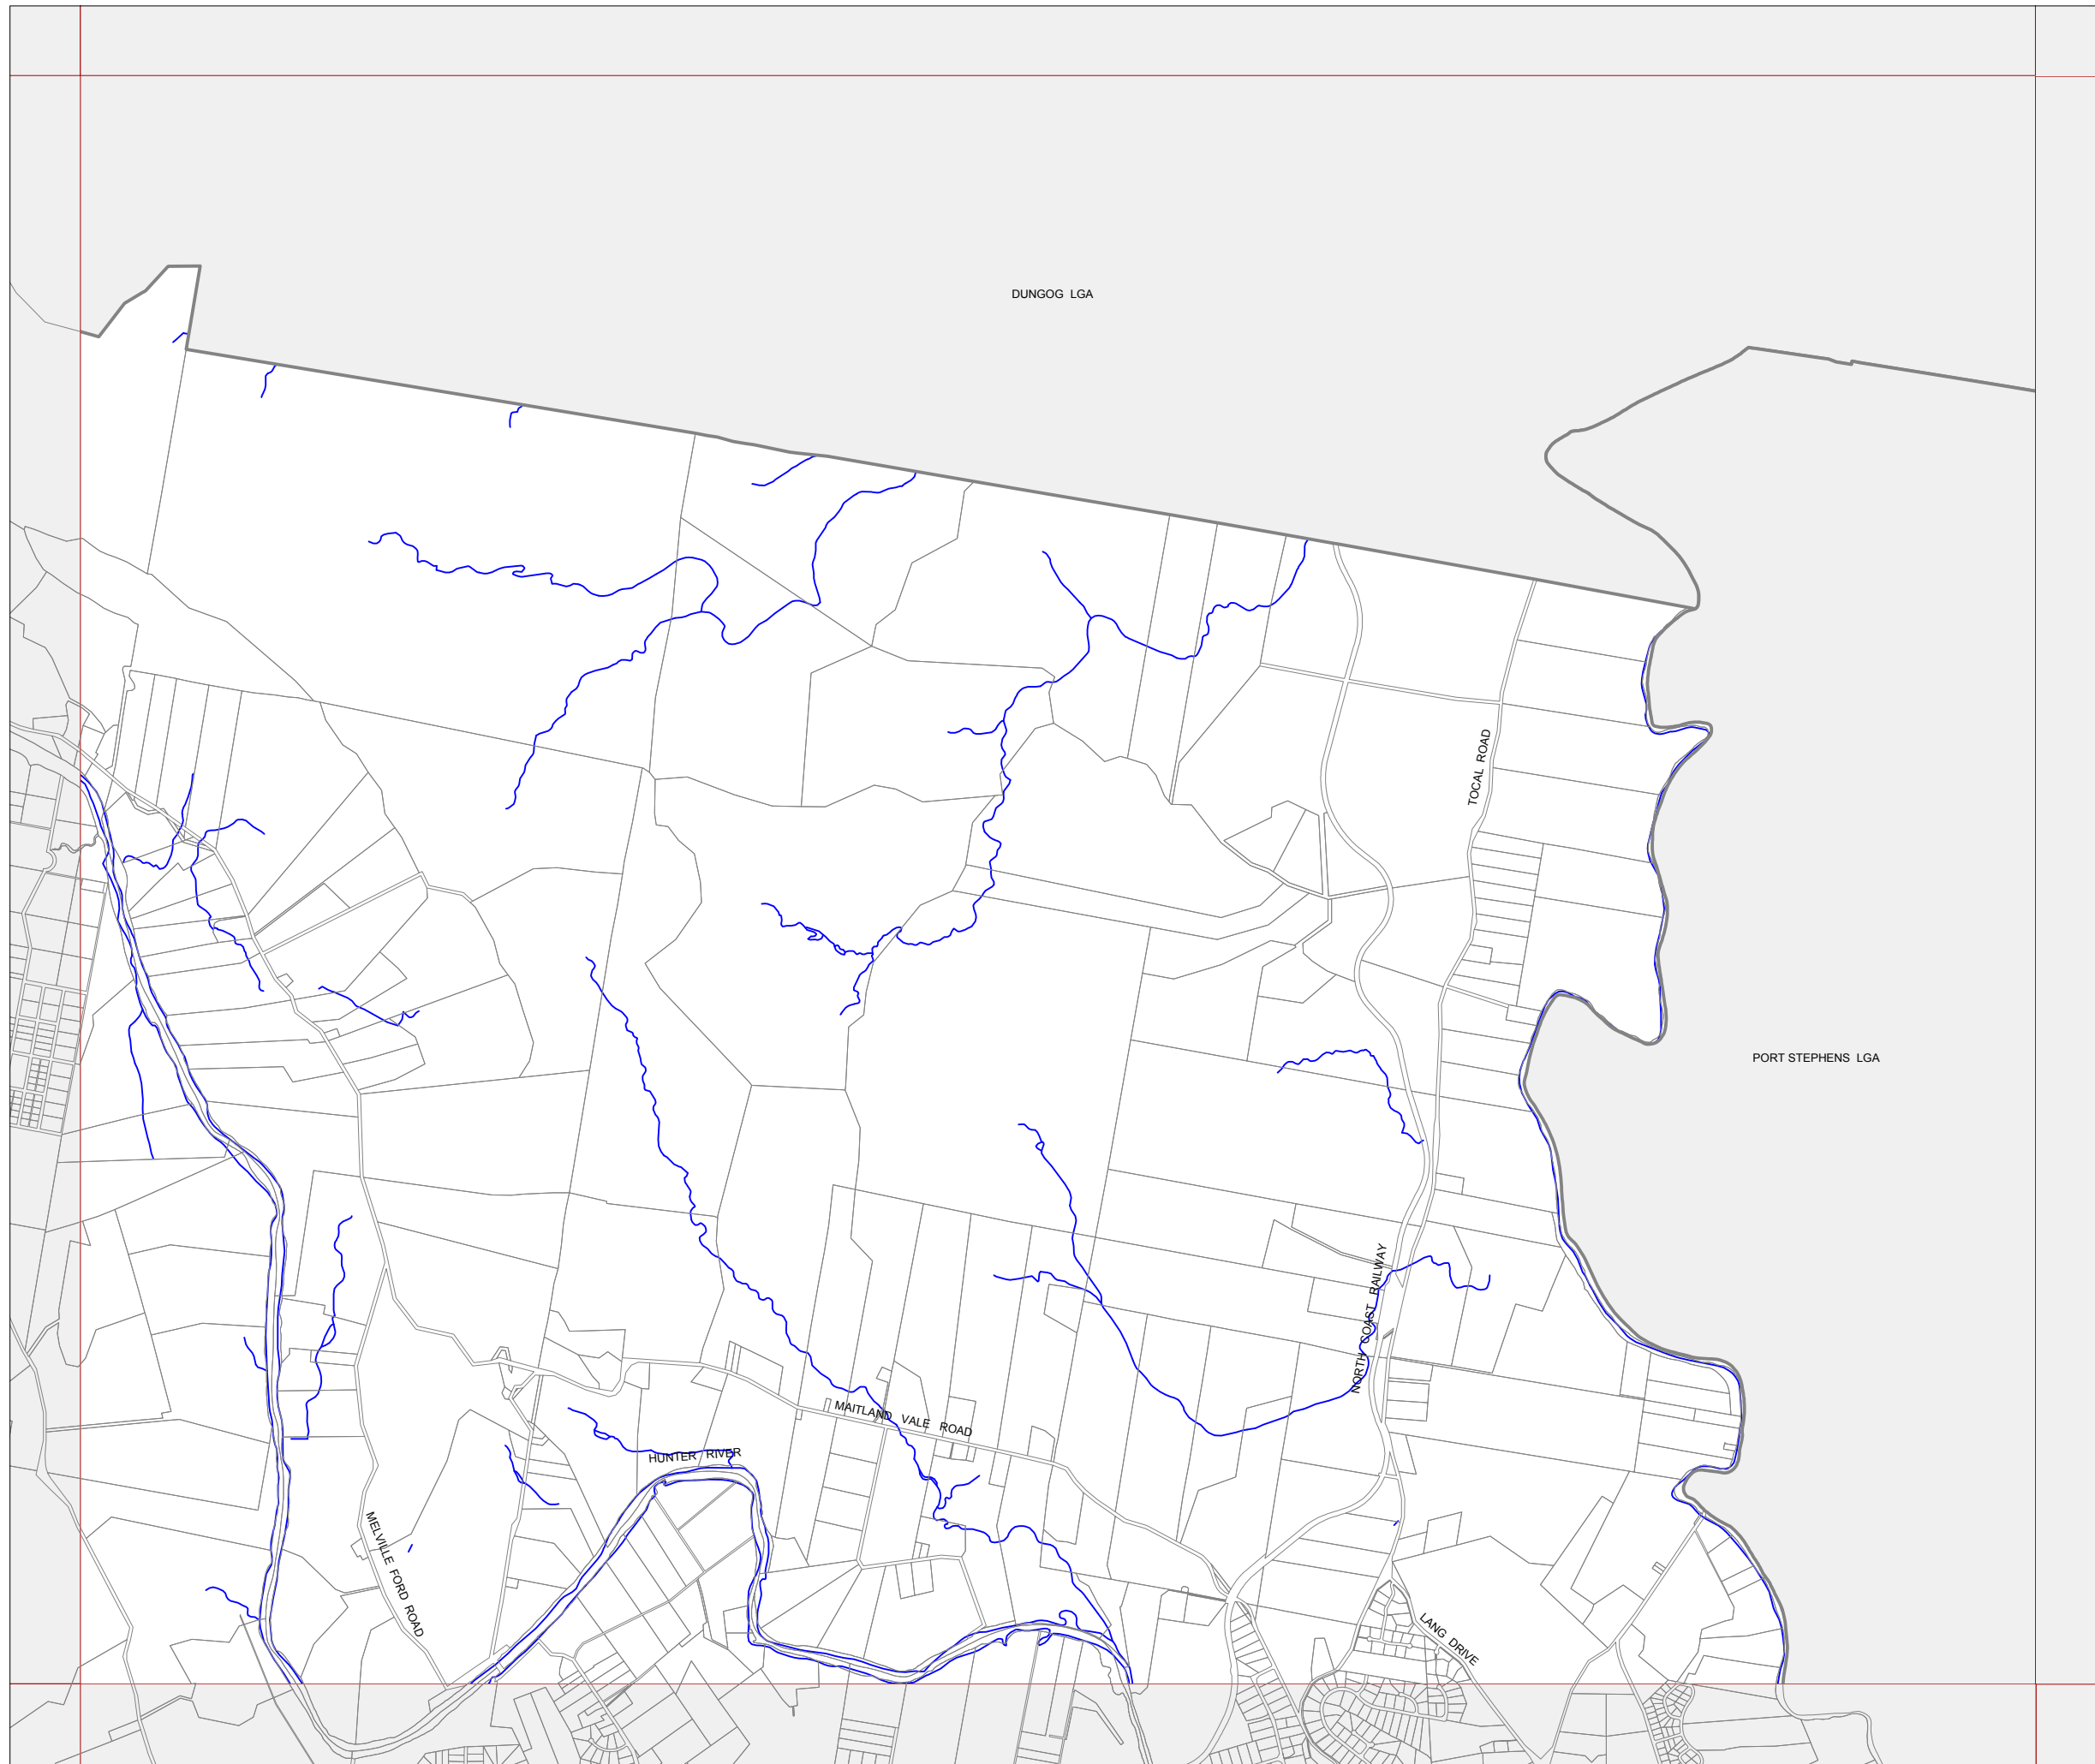 DUNGOG LGA
TOCAL ROAD
PORT STEPHENS LGA
NORTH COAST RAILWAY
MAITLAND VALE ROAD
HUNTER RIVER
MELVILLE FORD ROAD
LANG DRIVE